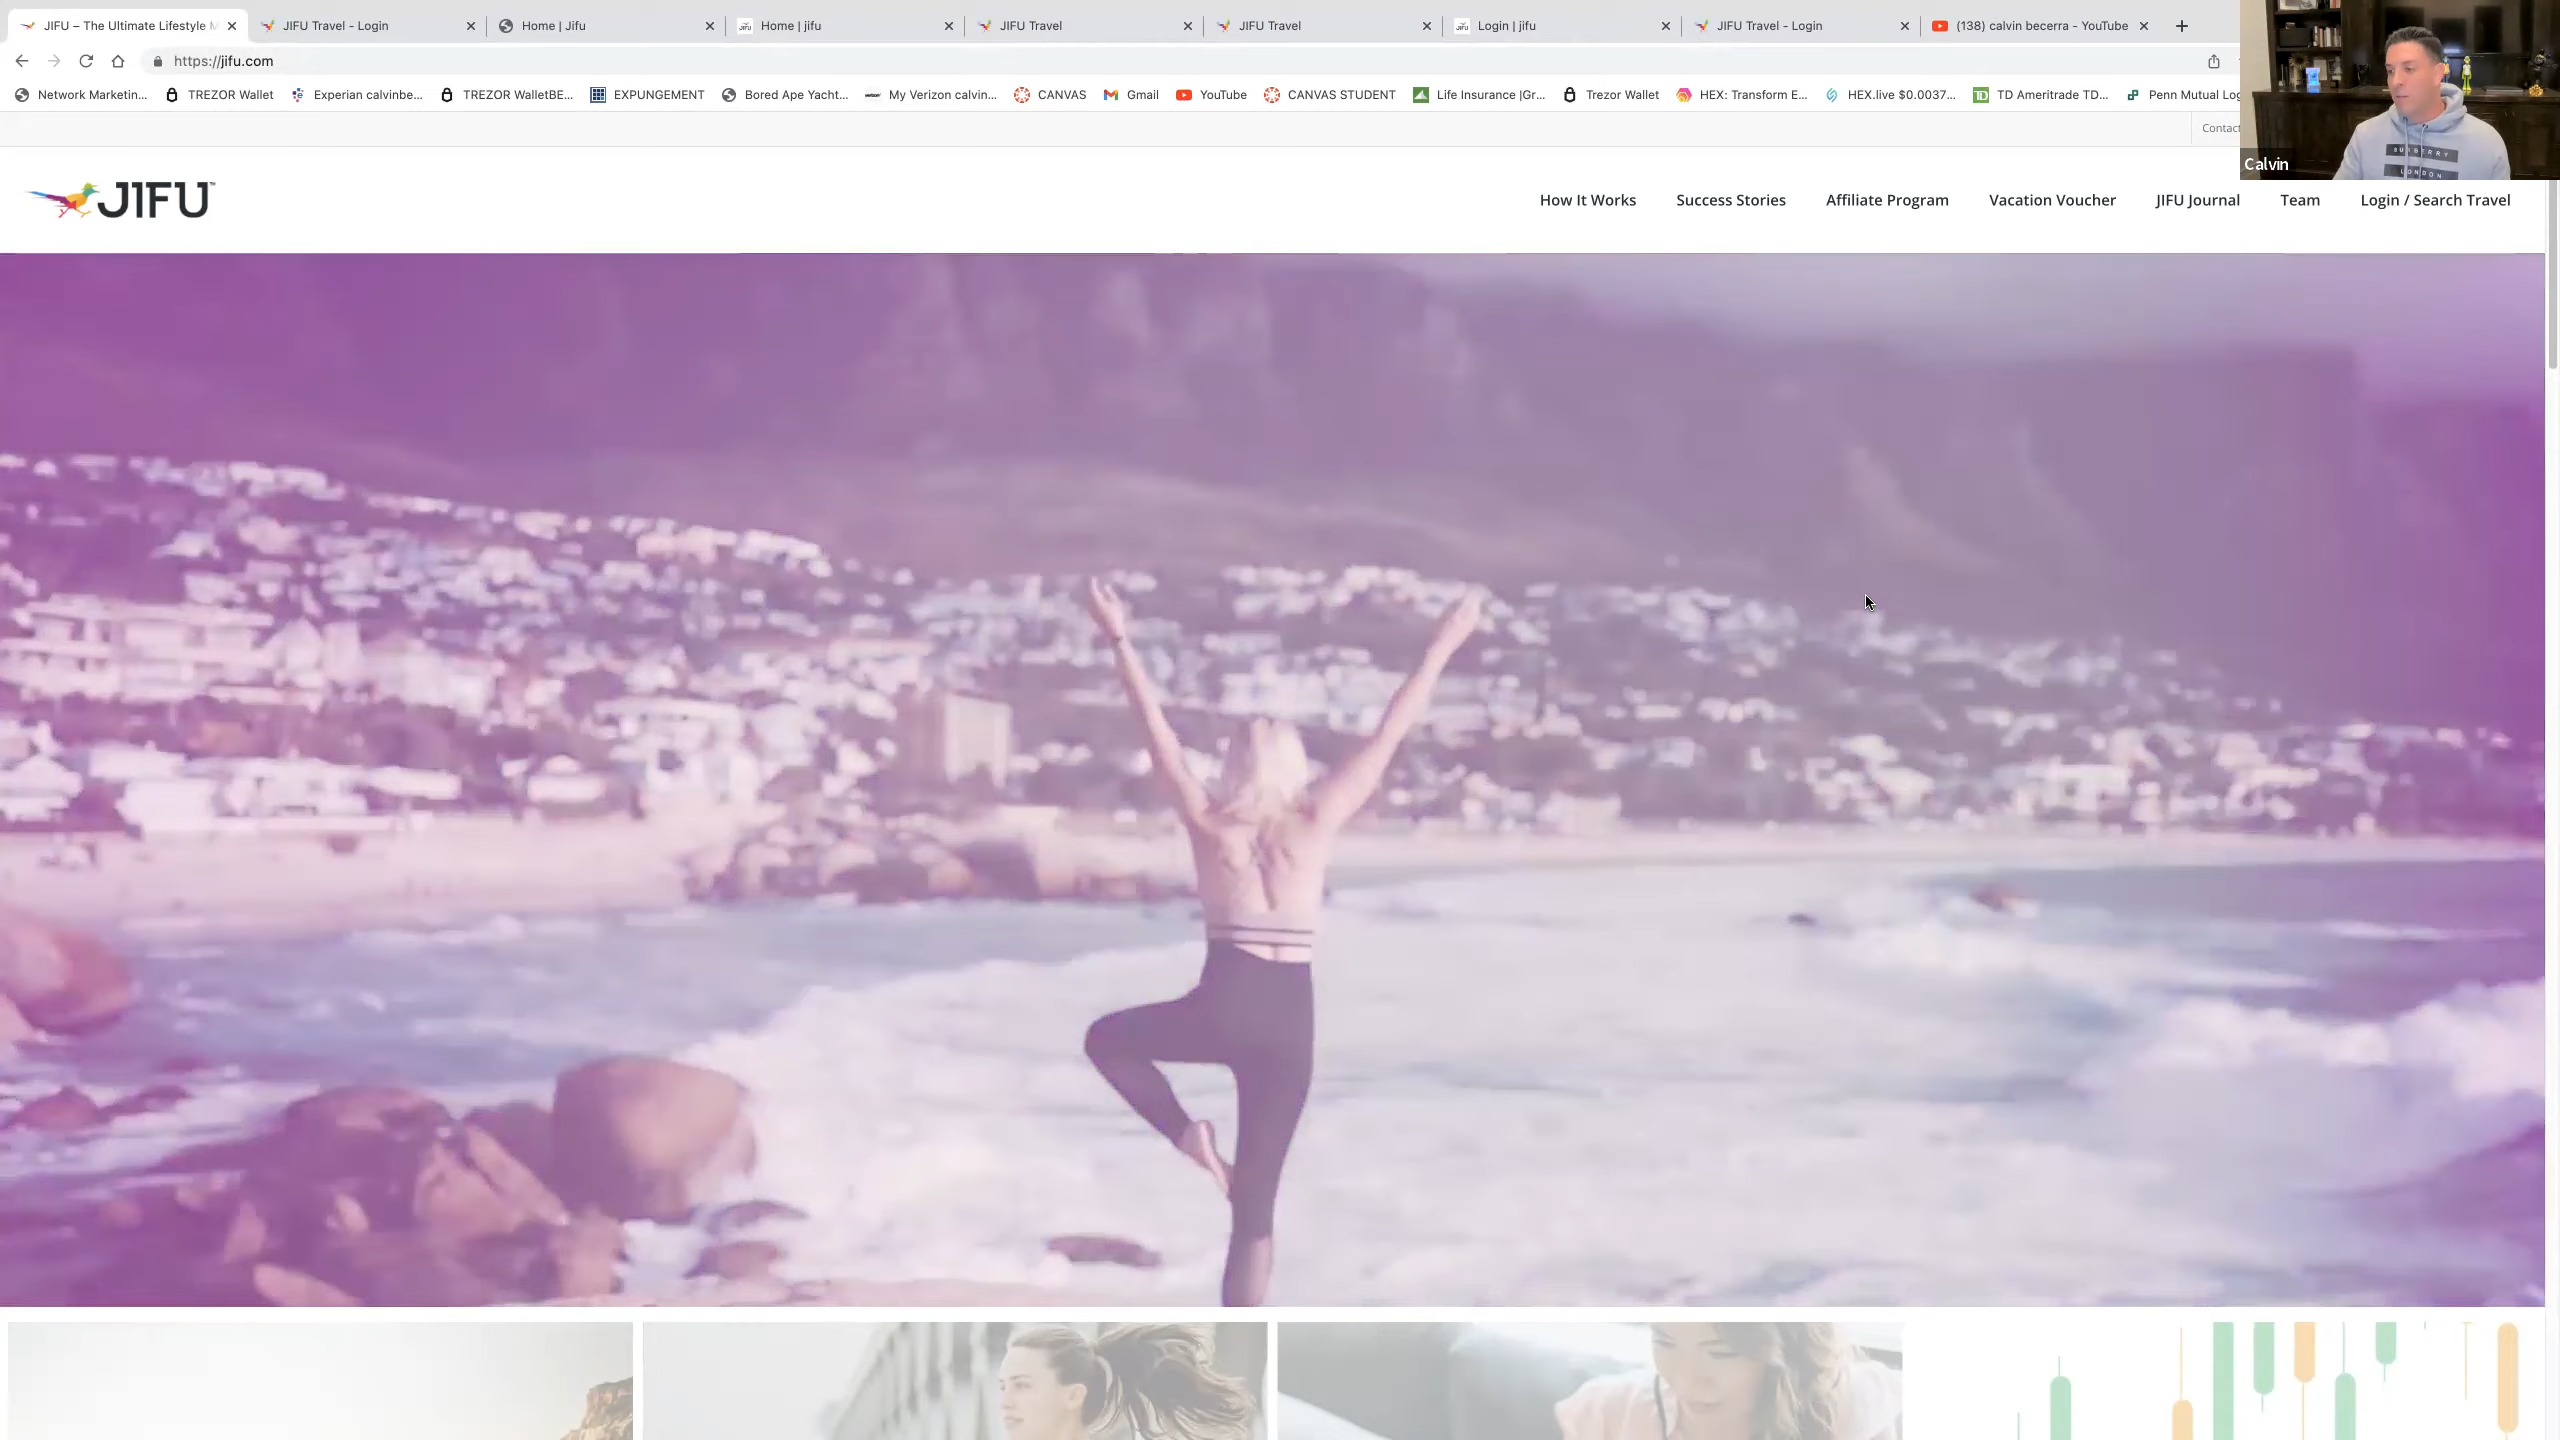 JIFU – The Ultimate Lifestyle M
JIFU Travel - Login
Home | Jifu
Home | jifu
JIFU Travel
JIFU Travel
Login | jifu
JIFU Travel - Login
(138) calvin becerra - YouTube
https://jifu.com
Network Marketin...
TREZOR Wallet
Experian calvinbe...
TREZOR WalletBE...
EXPUNGEMENT
Bored Ape Yacht...
My Verizon calvin...
CANVAS
Gmail
YouTube
CANVAS STUDENT
Life Insurance |Gr...
Trezor Wallet
HEX: Transform E...
HEX.live $0.0037...
TD Ameritrade TD...
Penn Mutual Log
Contact
BURBERRY
LONDON
Calvin
JIFU™
How It Works
Success Stories
Affiliate Program
Vacation Voucher
JIFU Journal
Team
Login / Search Travel